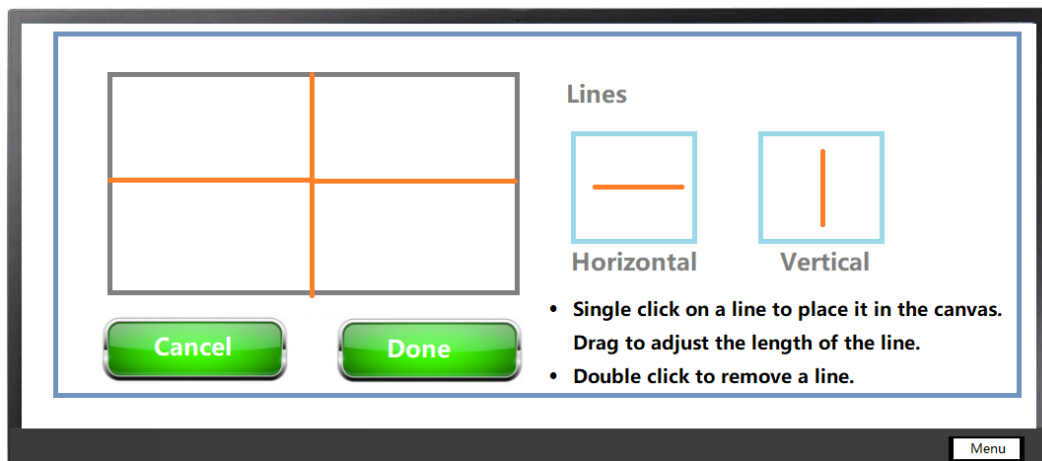 Lines
Horizontal
Vertical
• Single click on a line to place it in the canvas.
Drag to adjust the length of the line.
• Double click to remove a line.
Cancel
Done
Menu